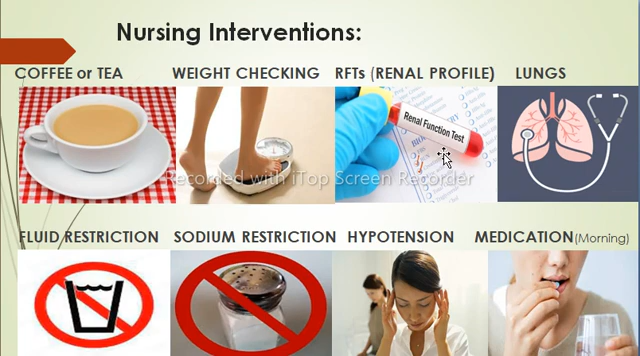 Nursing Interventions:
COFFEE or TEA
WEIGHT CHECKING
RFTs (RENAL PROFILE)
LUNGS
Renal Function Test
Recorded with iTop Screen Recorder
FLUID RESTRICTION
SODIUM RESTRICTION
HYPOTENSION
MEDICATION(Morning)